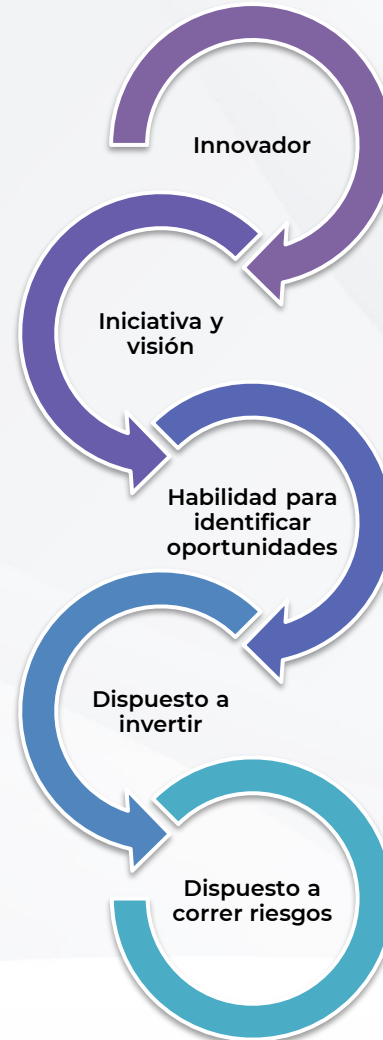 Innovador
Iniciativa y
visión
Habilidad para
identificar
oportunidades
Dispuesto a
invertir
Dispuesto a
correr riesgos